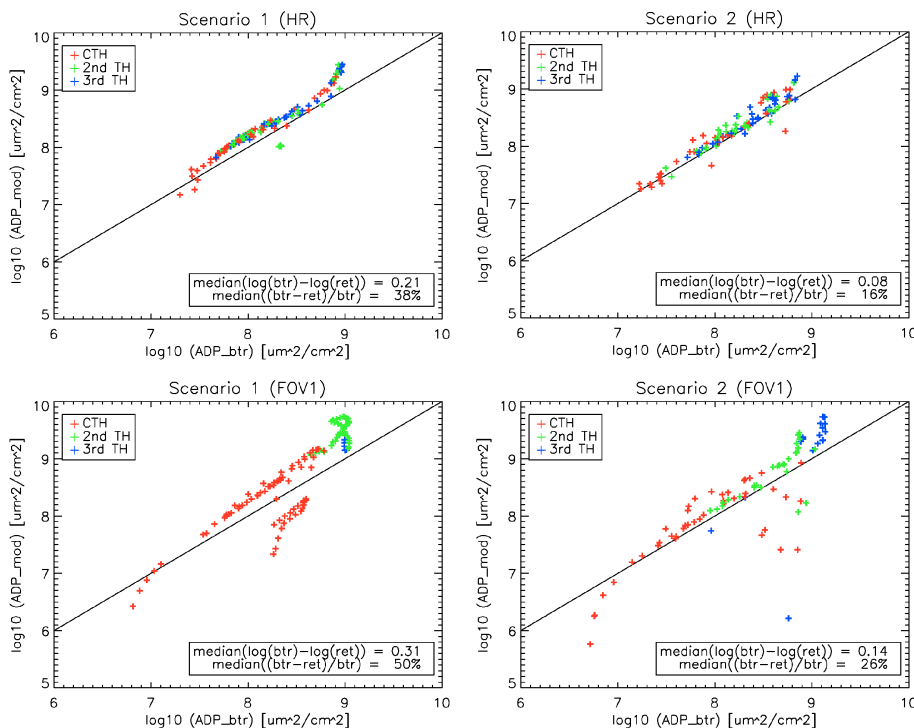 Scenario 1 (HR)
10
9
8
7
6
5
CTH
2nd TH
3rd TH
median(log(btr)-log(ret)) = 0.21
median((btr-ret)/btr) = 38%
6 7 8 9 10
log10 (ADP_btr) [um^2/cm^2]
log10 (ADP_mod) [um^2/cm^2]
Scenario 2 (HR)
10
9
8
7
6
5
CTH
2nd TH
3rd TH
median(log(btr)-log(ret)) = 0.08
median((btr-ret)/btr) = 16%
6 7 8 9 10
log10 (ADP_btr) [um^2/cm^2]
log10 (ADP_mod) [um^2/cm^2]
Scenario 1 (FOV1)
10
9
8
7
6
5
CTH
2nd TH
3rd TH
median(log(btr)-log(ret)) = 0.31
median((btr-ret)/btr) = 50%
6 7 8 9 10
log10 (ADP_btr) [um^2/cm^2]
log10 (ADP_mod) [um^2/cm^2]
Scenario 2 (FOV1)
10
9
8
7
6
5
CTH
2nd TH
3rd TH
median(log(btr)-log(ret)) = 0.14
median((btr-ret)/btr) = 26%
6 7 8 9 10
log10 (ADP_btr) [um^2/cm^2]
log10 (ADP_mod) [um^2/cm^2]